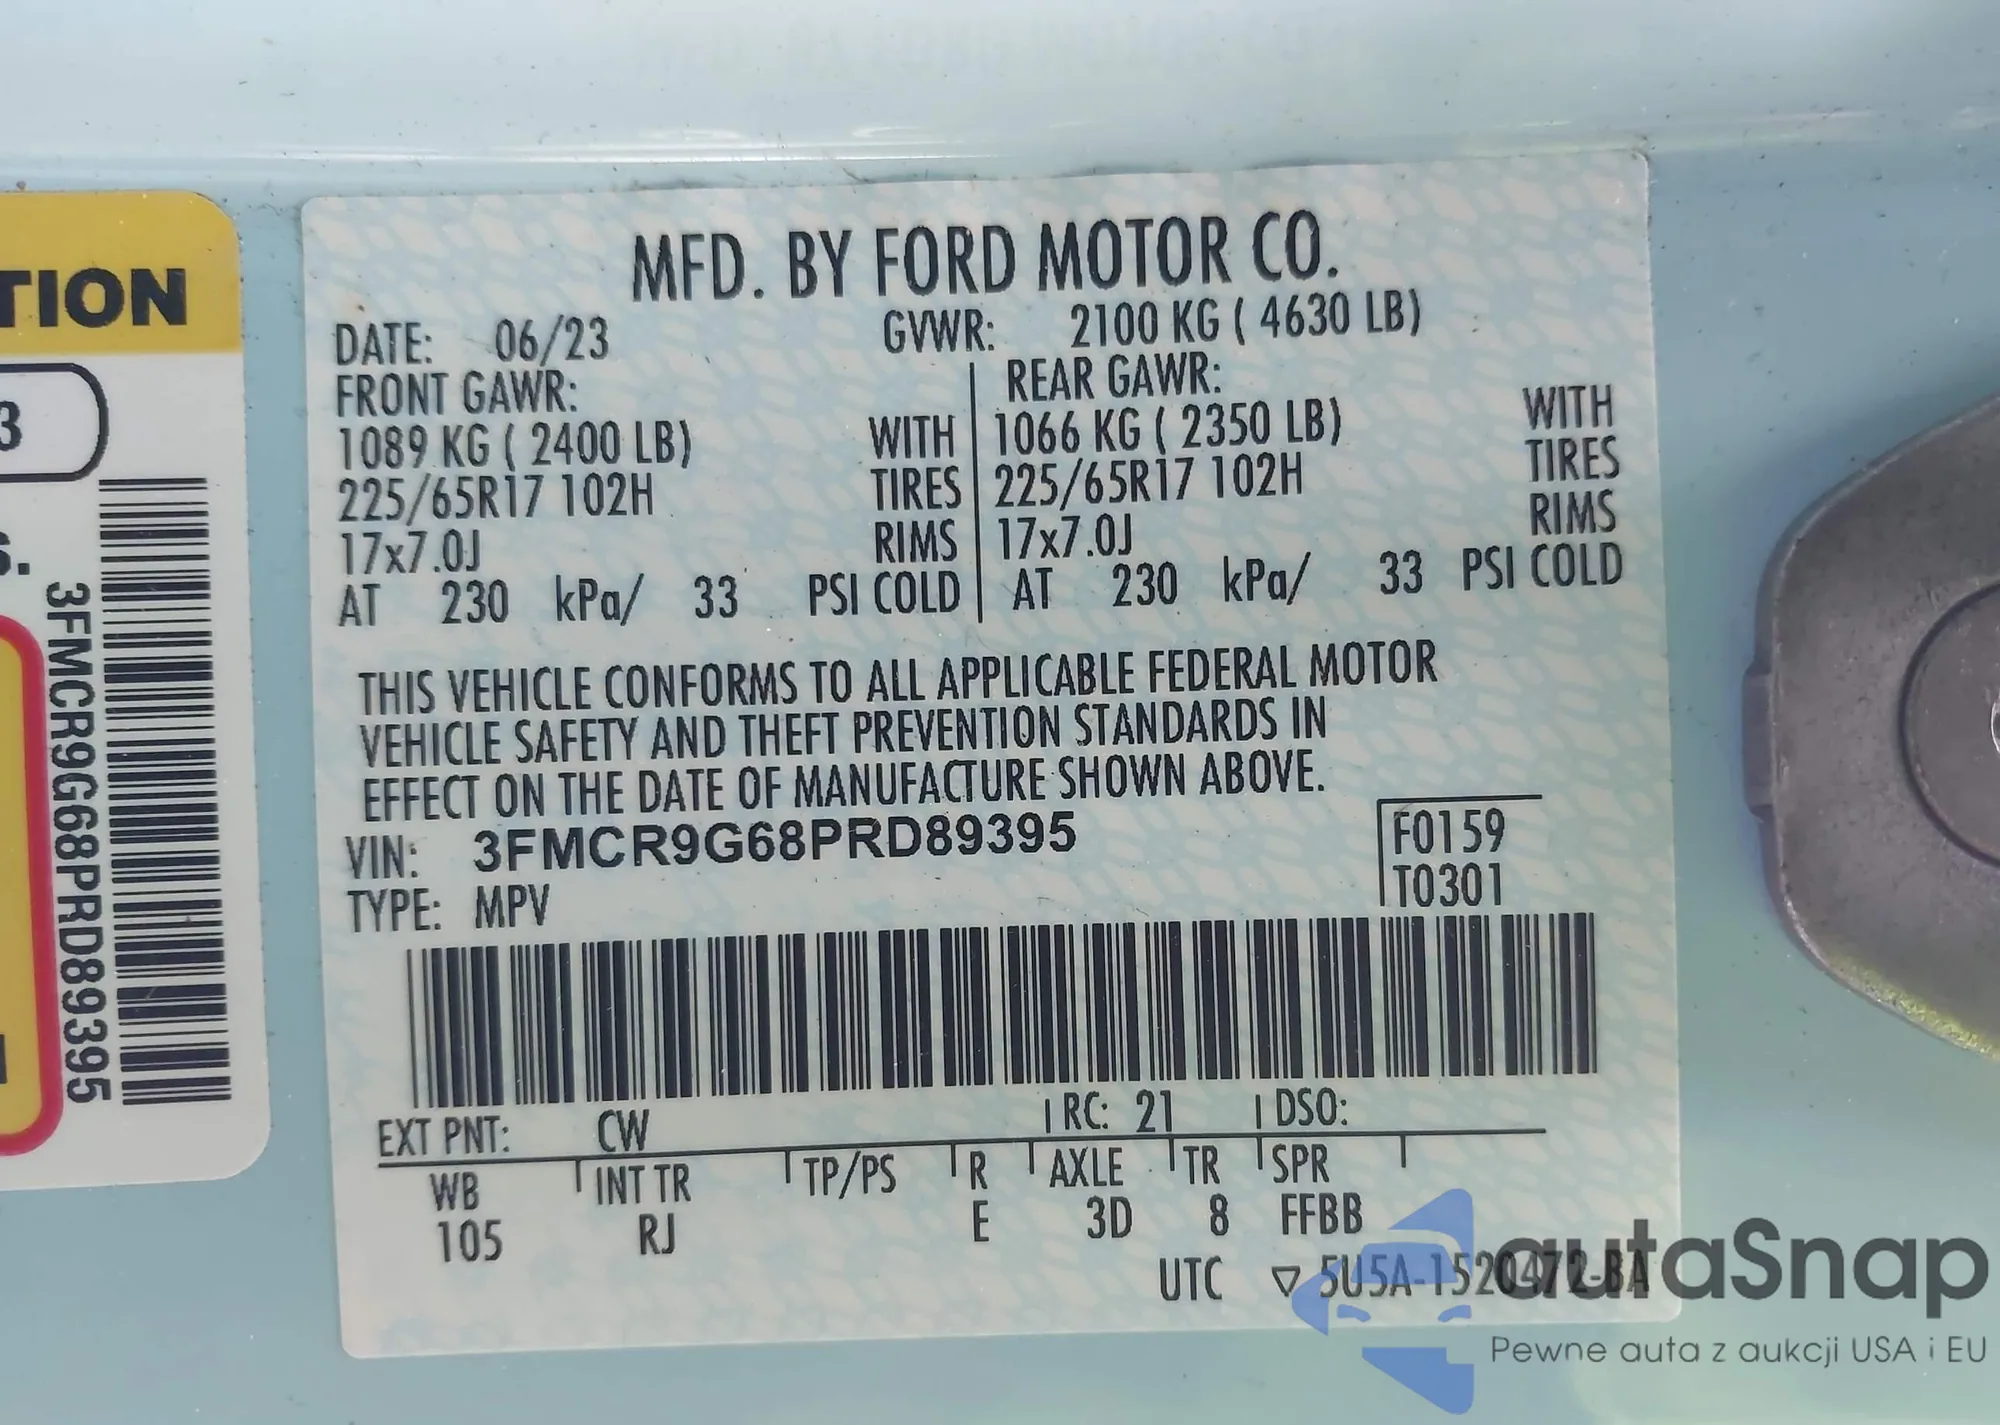 TION
3
S.
3FMCR9G68PRD89395
MFD. BY FORD MOTOR CO.
DATE: 06/23 GVWR: 2100 KG ( 4630 LB)
FRONT GAWR: REAR GAWR:
1089 KG ( 2400 LB) WITH 1066 KG ( 2350 LB) WITH
225/65R17 102H TIRES 225/65R17 102H TIRES
17x7.0J RIMS 17x7.0J RIMS
AT 230 kPa/ 33 PSI COLD AT 230 kPa/ 33 PSI COLD
THIS VEHICLE CONFORMS TO ALL APPLICABLE FEDERAL MOTOR
VEHICLE SAFETY AND THEFT PREVENTION STANDARDS IN
EFFECT ON THE DATE OF MANUFACTURE SHOWN ABOVE.
VIN: 3FMCR9G68PRD89395 F0159
TYPE: MPV T0301
EXT PNT: CW RC: 21 DSO:
WB INT TR TP/PS R AXLE TR SPR
105 RJ E 3D 8 FFBB
UTC ▽ 5U5A-1520472-BA
autaSnap
Pewne auta z aukcji USA i EU